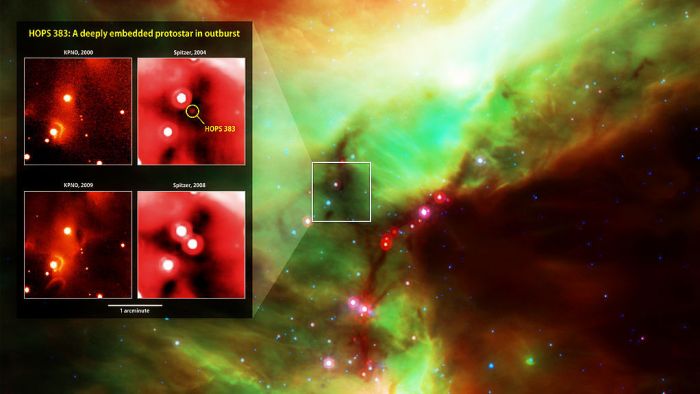 HOPS 383: A deeply embedded protostar in outburst
KPNO, 2000
Spitzer, 2004
HOPS 383
KPNO, 2009
Spitzer, 2008
1 arcminute